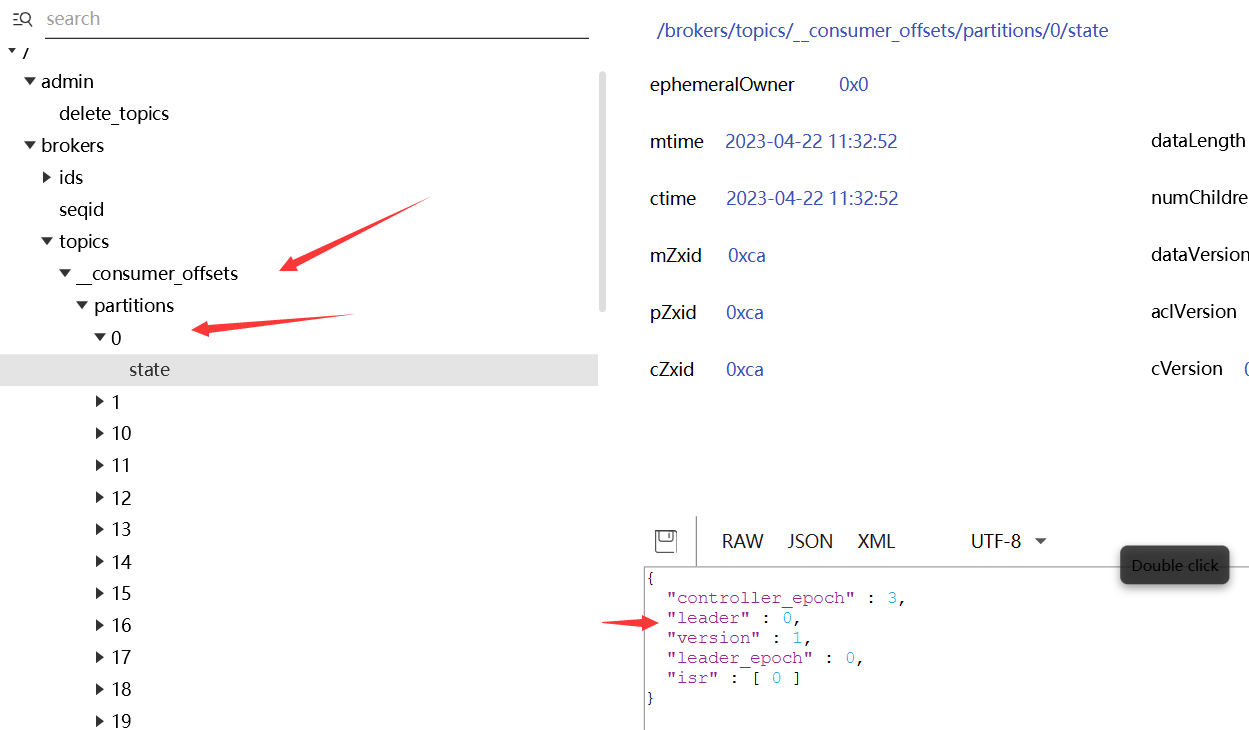 search
/
admin
delete_topics
brokers
ids
seqid
topics
__consumer_offsets
partitions
0
state
1
10
11
12
13
14
15
16
17
18
19
/brokers/topics/__consumer_offsets/partitions/0/state
ephemeralOwner 0x0
mtime 2023-04-22 11:32:52 dataLength
ctime 2023-04-22 11:32:52 numChildre
mZxid 0xca dataVersion
pZxid 0xca aclVersion
cZxid 0xca cVersion 0
RAW JSON XML UTF-8
Double click
{
"controller_epoch" : 3,
"leader" : 0,
"version" : 1,
"leader_epoch" : 0,
"isr" : [ 0 ]
}